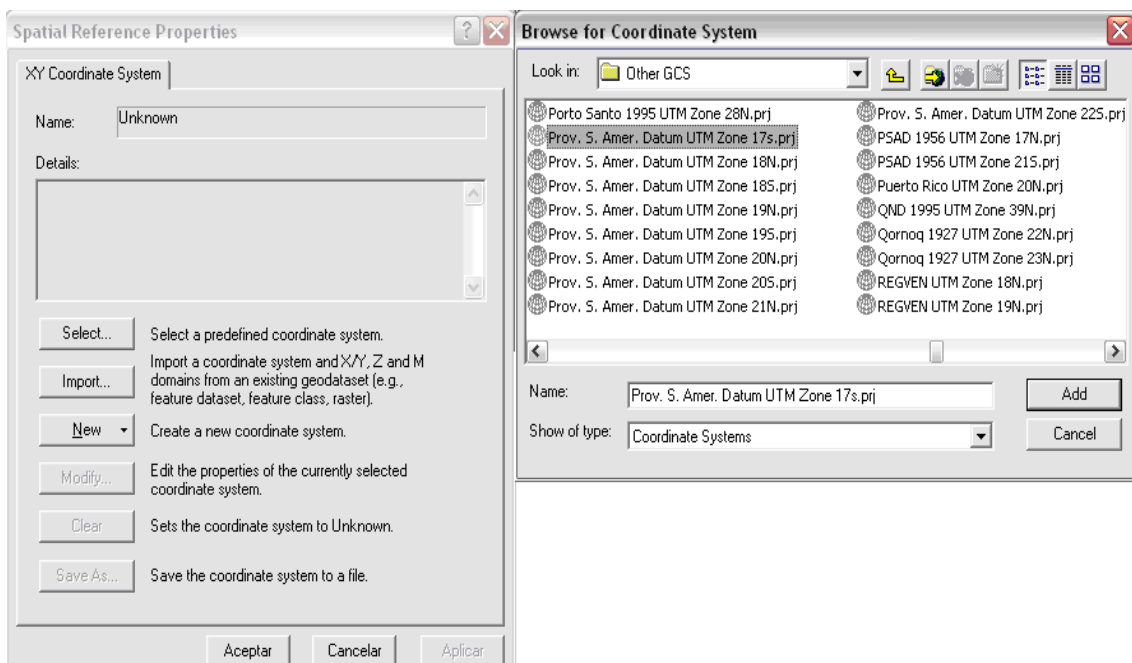 Spatial Reference Properties
XY Coordinate System
Name: Unknown
Details:
Select... Select a predefined coordinate system.
Import... Import a coordinate system and X/Y, Z and M
domains from an existing geodataset (e.g.,
feature dataset, feature class, raster).
New Create a new coordinate system.
Modify... Edit the properties of the currently selected
coordinate system.
Clear Sets the coordinate system to Unknown.
Save As... Save the coordinate system to a file.
Aceptar Cancelar Aplicar
Browse for Coordinate System
Look in: Other GCS
Porto Santo 1995 UTM Zone 28N.prj
Prov. S. Amer. Datum UTM Zone 17s.prj
Prov. S. Amer. Datum UTM Zone 18N.prj
Prov. S. Amer. Datum UTM Zone 18S.prj
Prov. S. Amer. Datum UTM Zone 19N.prj
Prov. S. Amer. Datum UTM Zone 19S.prj
Prov. S. Amer. Datum UTM Zone 20N.prj
Prov. S. Amer. Datum UTM Zone 20S.prj
Prov. S. Amer. Datum UTM Zone 21N.prj
Prov. S. Amer. Datum UTM Zone 22S.prj
PSAD 1956 UTM Zone 17N.prj
PSAD 1956 UTM Zone 21S.prj
Puerto Rico UTM Zone 20N.prj
QND 1995 UTM Zone 39N.prj
Qornoq 1927 UTM Zone 22N.prj
Qornoq 1927 UTM Zone 23N.prj
REGVEN UTM Zone 18N.prj
REGVEN UTM Zone 19N.prj
Name: Prov. S. Amer. Datum UTM Zone 17s.prj Add
Show of type: Coordinate Systems Cancel